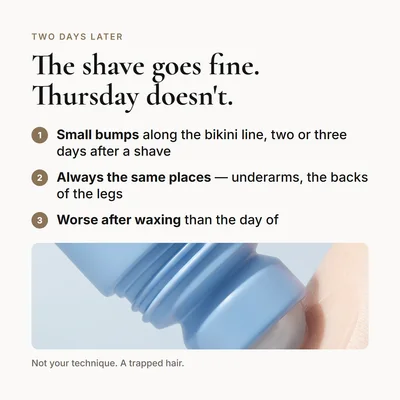 TWO DAYS LATER
The shave goes fine.
Thursday doesn't.
1 Small bumps along the bikini line, two or three
days after a shave
2 Always the same places — underarms, the backs
of the legs
3 Worse after waxing than the day of
Not your technique. A trapped hair.